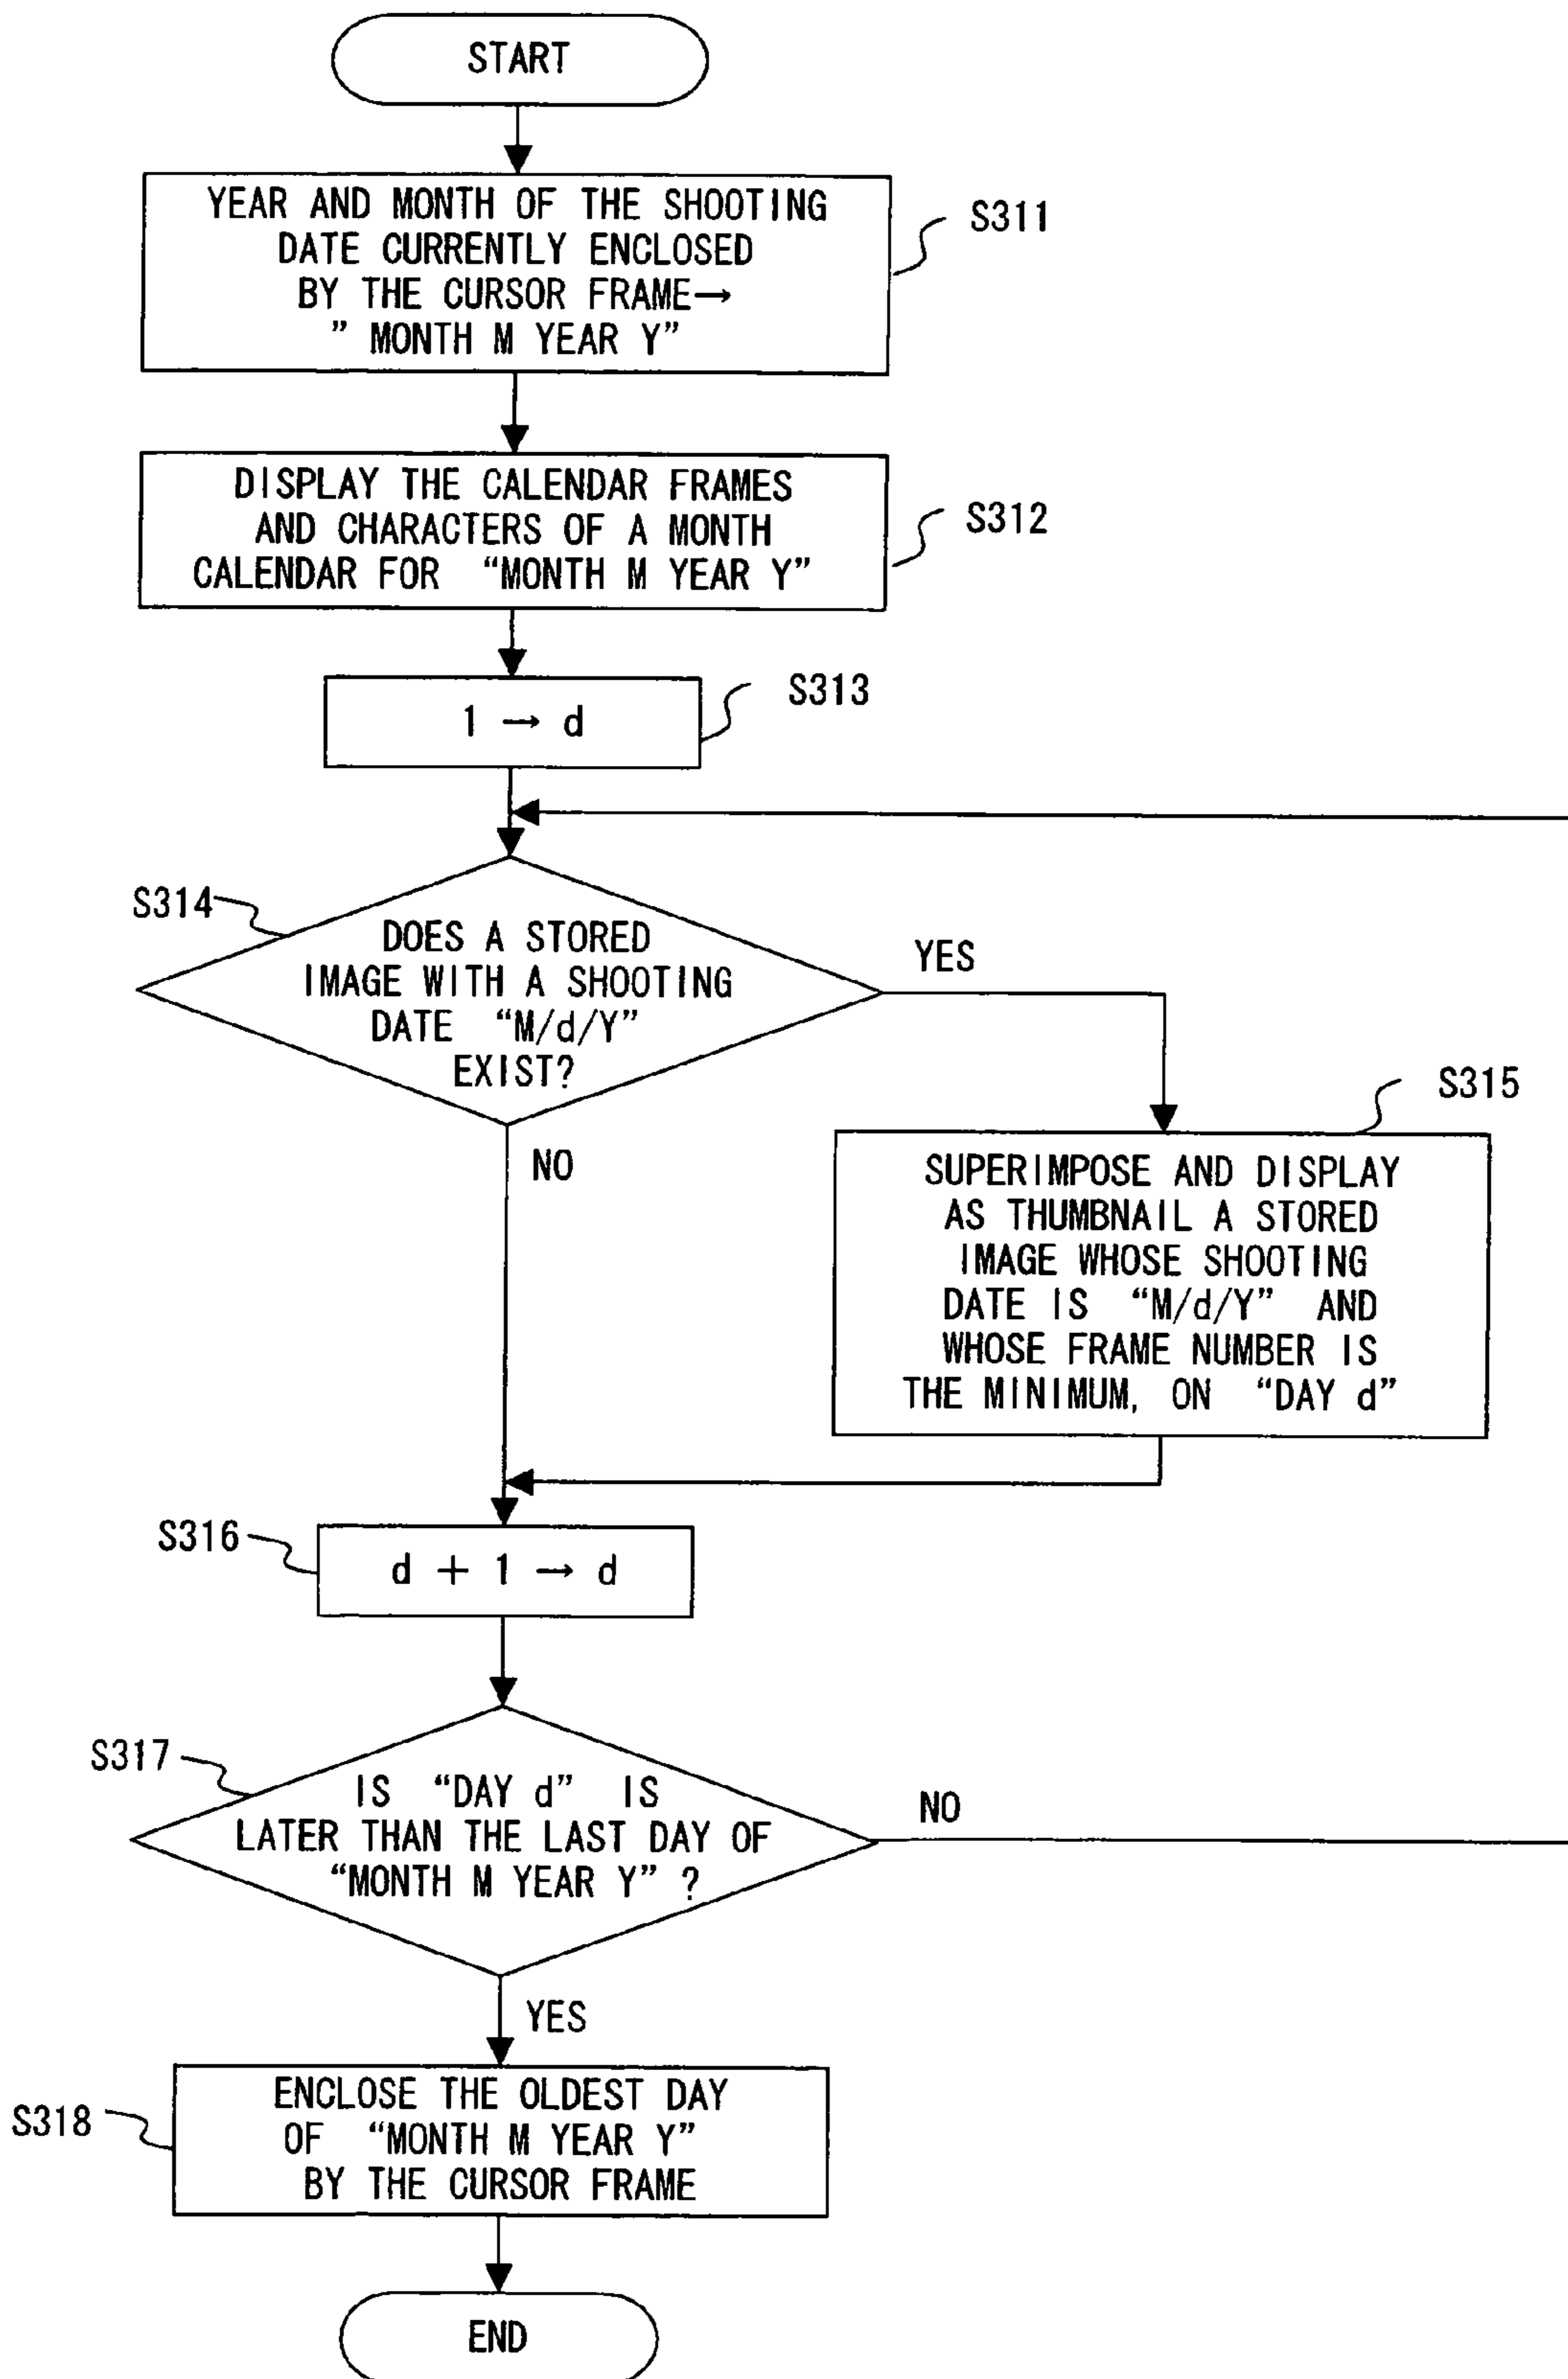 START
YEAR AND MONTH OF THE SHOOTING
DATE CURRENTLY ENCLOSED
BY THE CURSOR FRAME→
” MONTH M YEAR Y”
S311
DISPLAY THE CALENDAR FRAMES
AND CHARACTERS OF A MONTH
CALENDAR FOR “MONTH M YEAR Y”
S312
1 → d
S313
S314
DOES A STORED
IMAGE WITH A SHOOTING
DATE “M/d/Y”
EXIST?
YES
NO
S315
SUPERIMPOSE AND DISPLAY
AS THUMBNAIL A STORED
IMAGE WHOSE SHOOTING
DATE IS “M/d/Y” AND
WHOSE FRAME NUMBER IS
THE MINIMUM, ON “DAY d”
S316
d + 1 → d
S317
IS “DAY d” IS
LATER THAN THE LAST DAY OF
“MONTH M YEAR Y” ?
NO
YES
S318
ENCLOSE THE OLDEST DAY
OF “MONTH M YEAR Y”
BY THE CURSOR FRAME
END